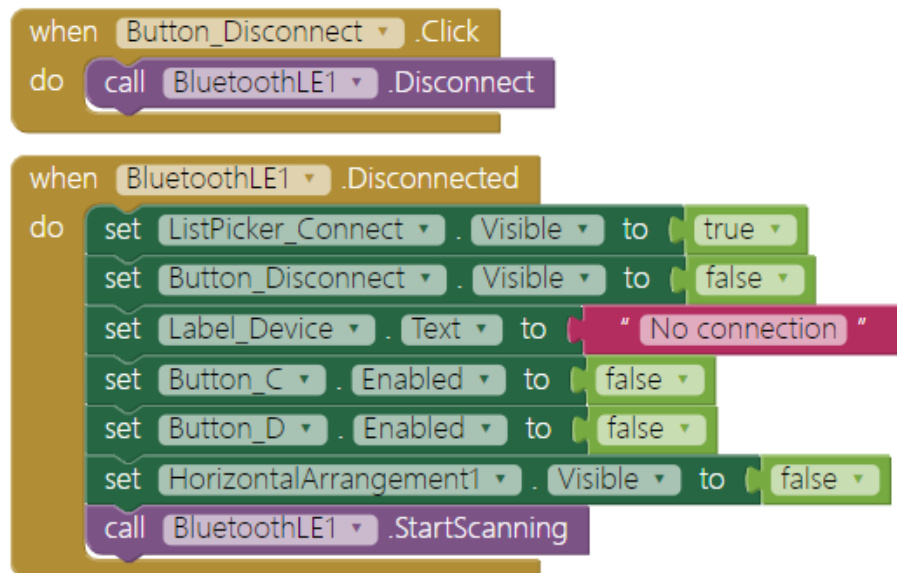 when Button_Disconnect .Click
do call BluetoothLE1 .Disconnect
when BluetoothLE1 .Disconnected
do set ListPicker_Connect . Visible to true
set Button_Disconnect . Visible to false
set Label_Device . Text to " No connection "
set Button_C . Enabled to false
set Button_D . Enabled to false
set HorizontalArrangement1 . Visible to false
call BluetoothLE1 .StartScanning